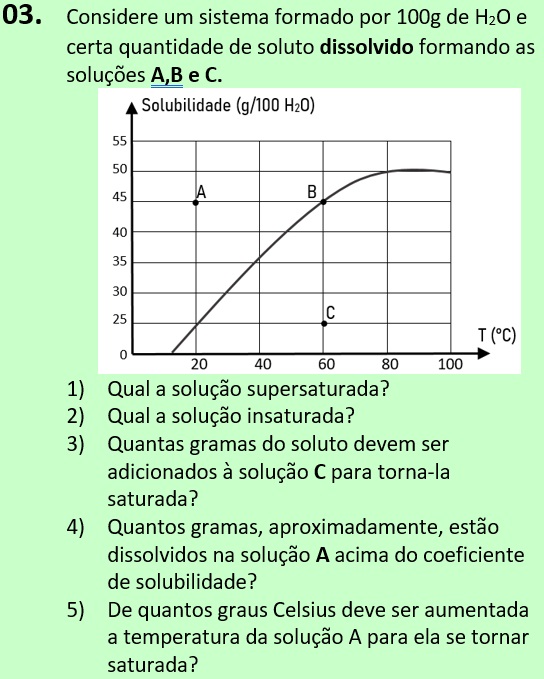 03. Considere um sistema formado por 100g de H₂O e
certa quantidade de soluto dissolvido formando as
soluções A,B e C.
Solubilidade (g/100 H₂O)
55
50
45
40
35
30
25
0
A
B
C
T (ºC)
20 40 60 80 100
1) Qual a solução supersaturada?
2) Qual a solução insaturada?
3) Quantas gramas do soluto devem ser
adicionados à solução C para torna-la
saturada?
4) Quantos gramas, aproximadamente, estão
dissolvidos na solução A acima do coeficiente
de solubilidade?
5) De quantos graus Celsius deve ser aumentada
a temperatura da solução A para ela se tornar
saturada?